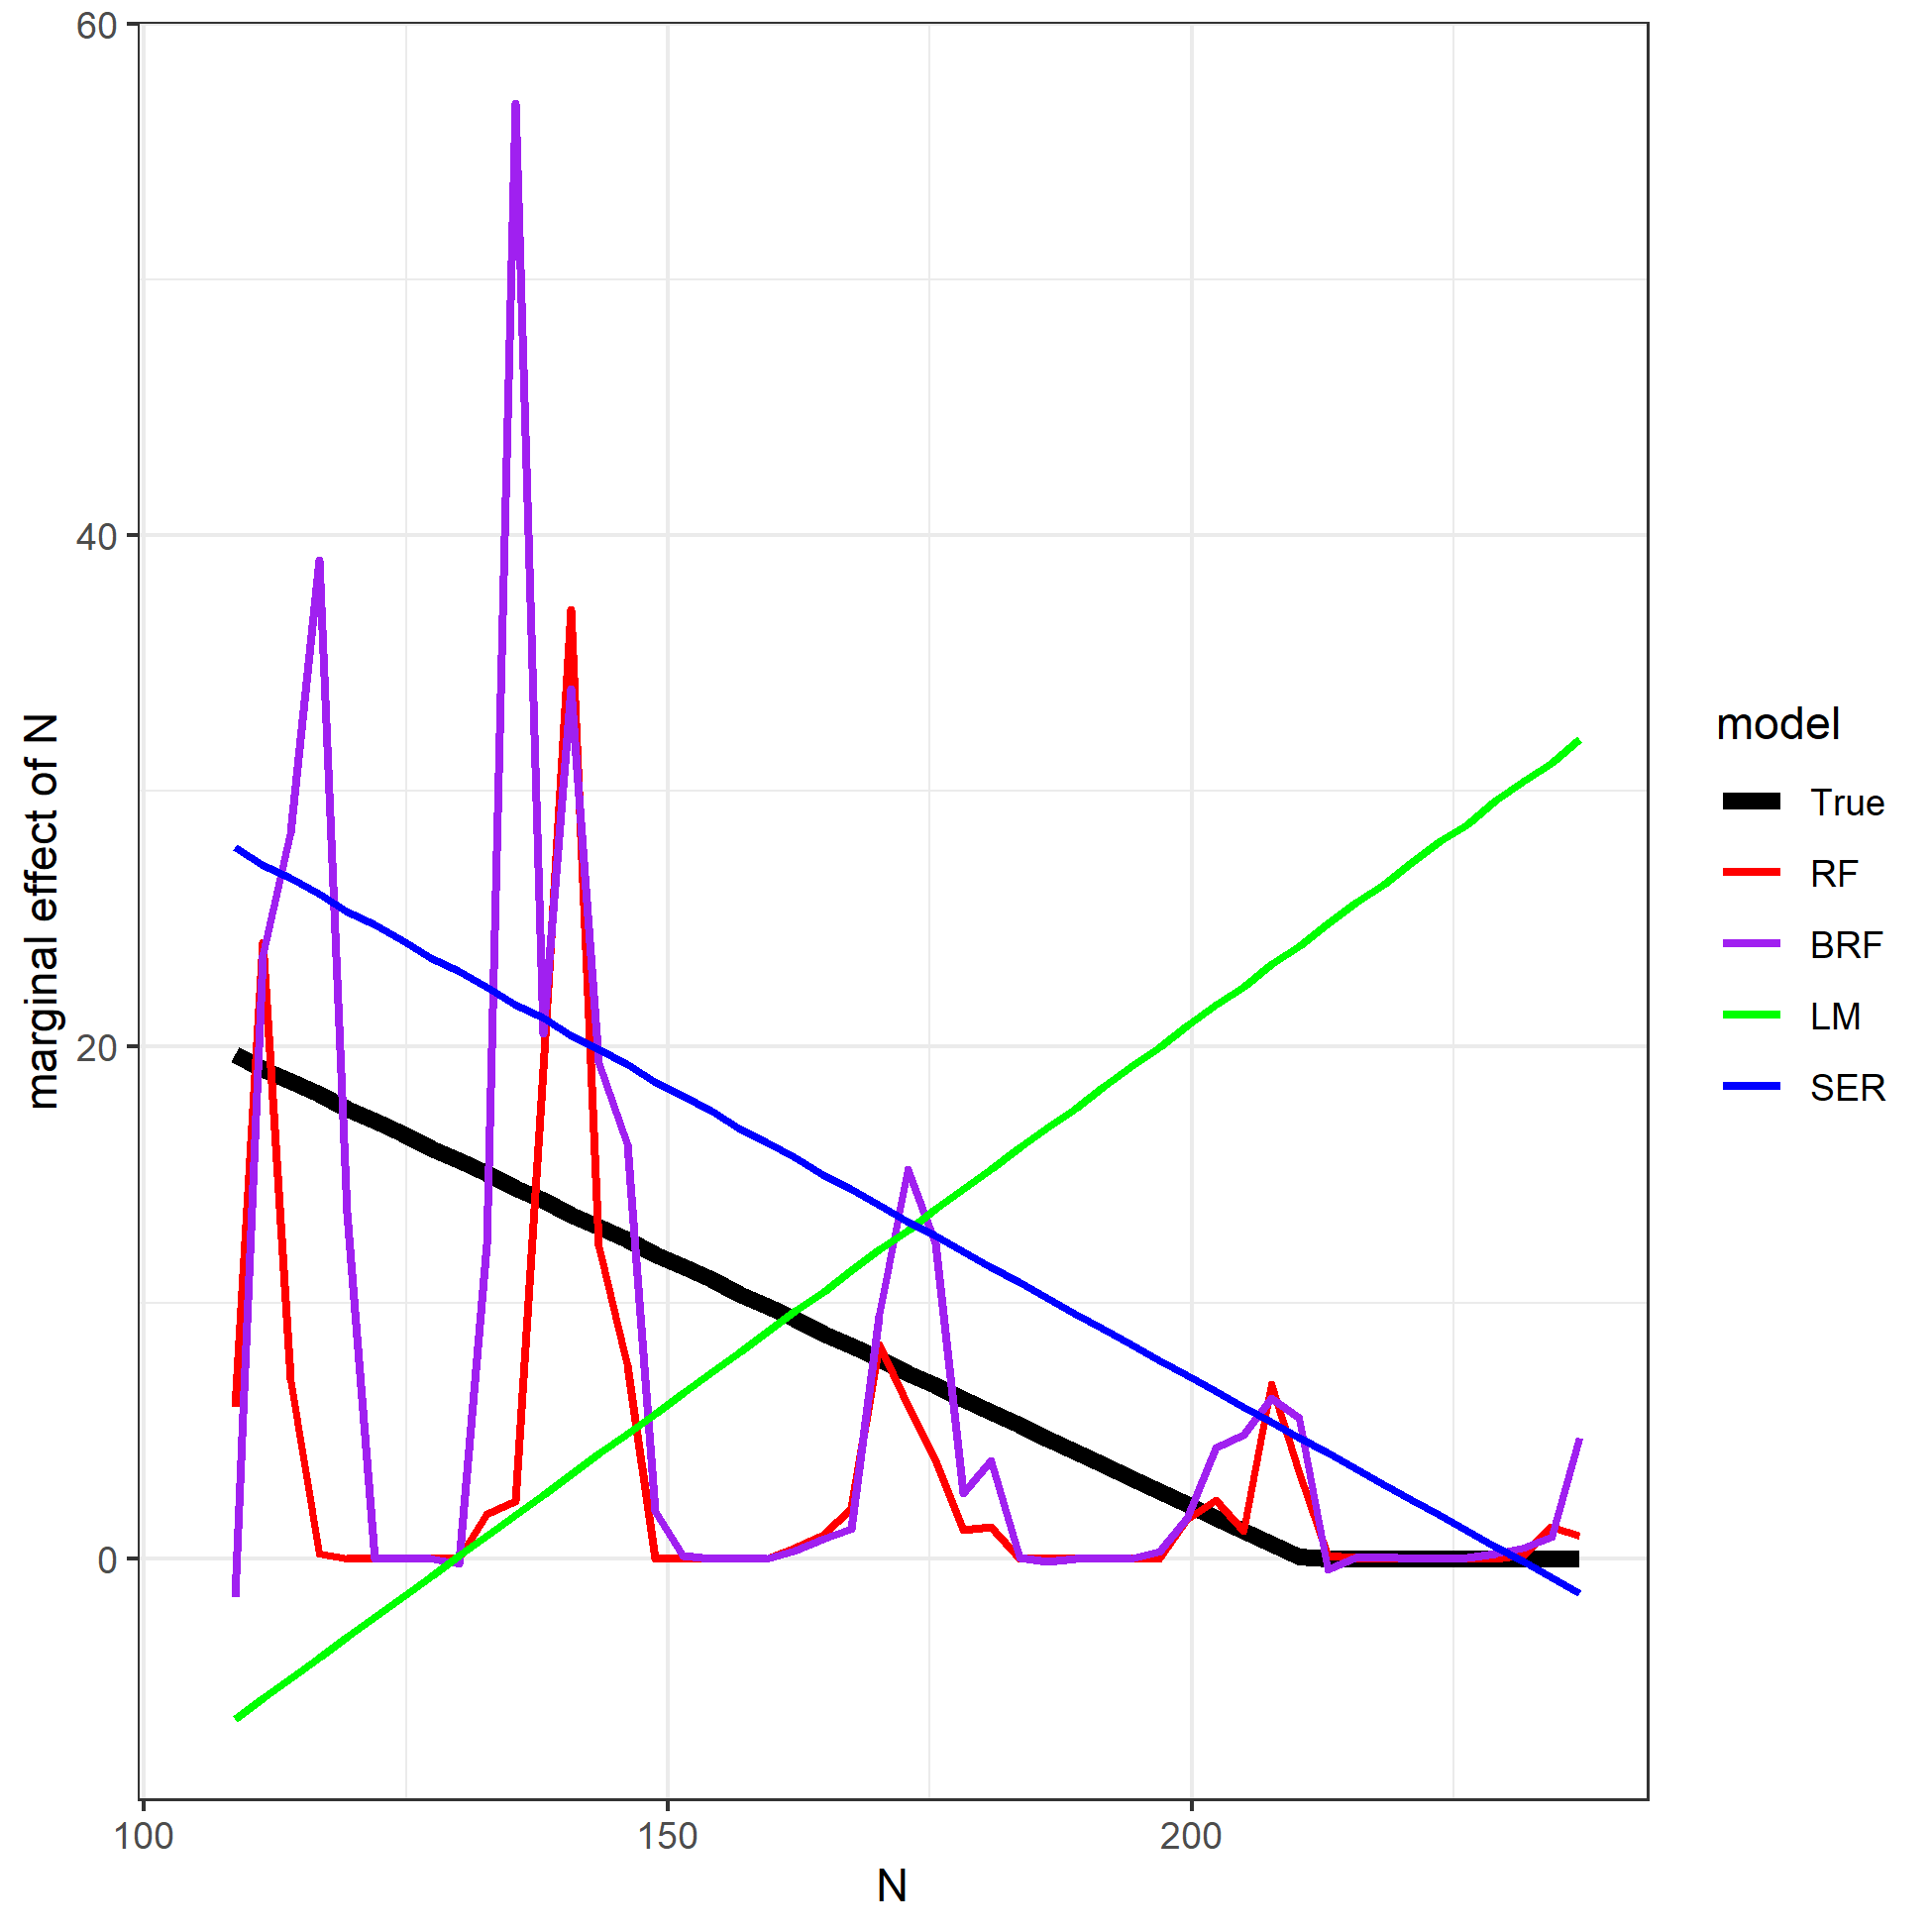 60
40
20
0
marginal effect of N
100
150
200
N
model
True
RF
BRF
LM
SER